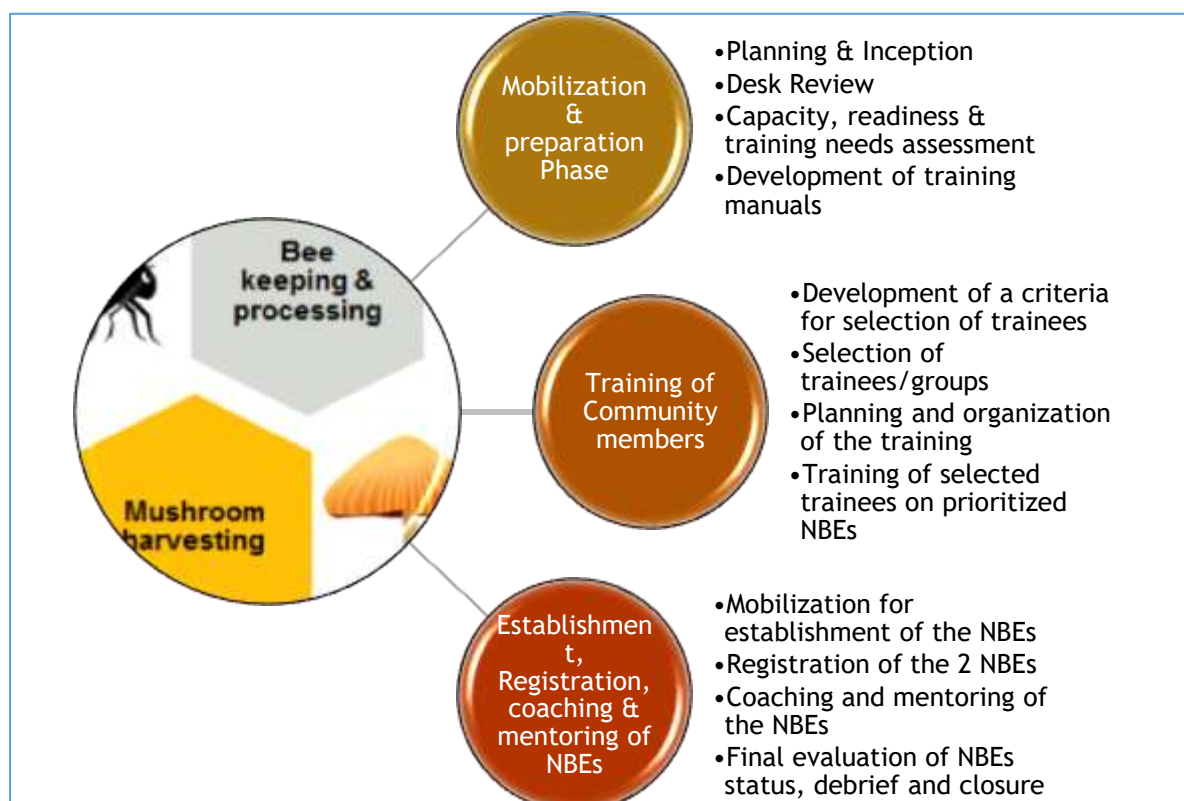 Mobilization
&
preparation
Phase
•Planning & Inception
•Desk Review
•Capacity, readiness &
training needs assessment
•Development of training
manuals
Bee
keeping &
processing
Mushroom
harvesting
Training of
Community
members
•Development of a criteria
for selection of trainees
•Selection of
trainees/groups
•Planning and organization
of the training
•Training of selected
trainees on prioritized
NBEs
Establishmen
t,
Registration,
coaching &
mentoring of
NBEs
•Mobilization for
establishment of the NBEs
•Registration of the 2 NBEs
•Coaching and mentoring of
the NBEs
•Final evaluation of NBEs
status, debrief and closure